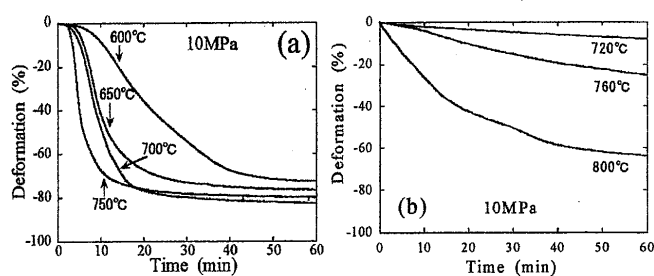 600°C
10MPa
(a)
650°C
700°C
750°C
Deformation (%)
0
-20
-40
-60
-80
-100
0
10
20
30
40
50
60
Time (min)
720°C
760°C
800°C
(b)
10MPa
Deformation (%)
0
-20
-40
-60
-80
-100
0
10
20
30
40
50
60
Time (min)